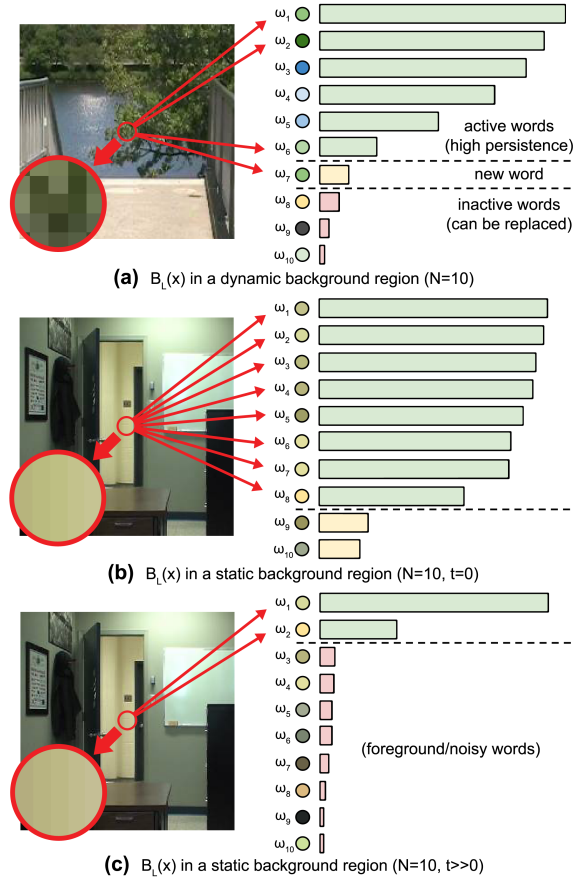 ω1
ω2
ω3
ω4
ω5
ω6
ω7
ω8
ω9
ω10
active words
(high persistence)
new word
inactive words
(can be replaced)
(a) BL(x) in a dynamic background region (N=10)
ω1
ω2
ω3
ω4
ω5
ω6
ω7
ω8
ω9
ω10
(b) BL(x) in a static background region (N=10, t=0)
ω1
ω2
ω3
ω4
ω5
ω6
ω7
ω8
ω9
ω10
(foreground/noisy words)
(c) BL(x) in a static background region (N=10, t>>0)